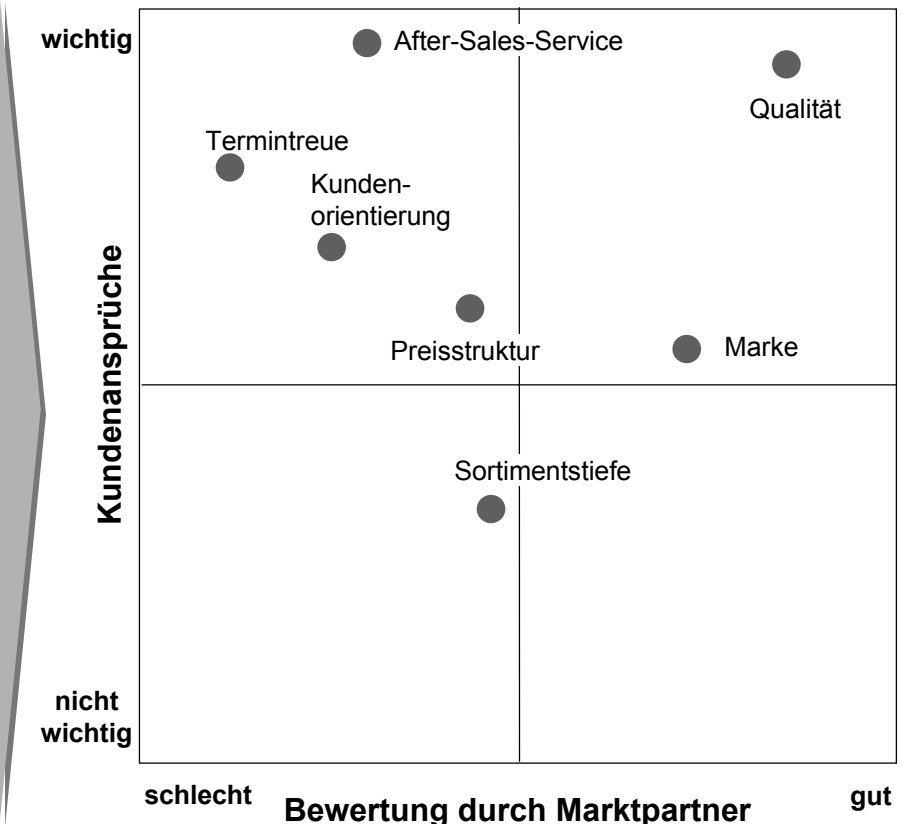 wichtig
After-Sales-Service
Qualität
Termintreue
Kunden-
orientierung
Preisstruktur
Marke
Kundenansprüche
Sortimentstiefe
nicht
wichtig
schlecht
Bewertung durch Marktpartner
gut